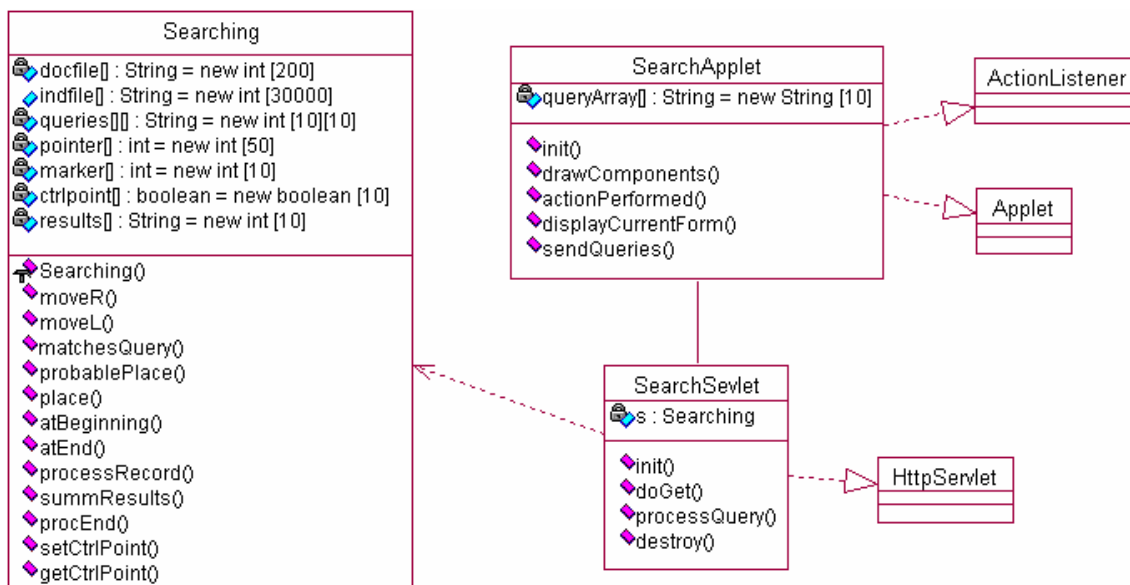 Searching
docfile[] : String = new int [200]
indfile[] : String = new int [30000]
queries[][] : String = new int [10][10]
pointer[] : int = new int [50]
marker[] : int = new int [10]
ctrlpoint[] : boolean = new boolean [10]
results[] : String = new int [10]
Searching()
moveR()
moveL()
matchesQuery()
probablePlace()
place()
atBeginning()
atEnd()
processRecord()
summResults()
procEnd()
setCtrlPoint()
getCtrlPoint()
SearchApplet
queryArray[] : String = new String [10]
init()
drawComponents()
actionPerformed()
displayCurrentForm()
sendQueries()
ActionListener
Applet
SearchSevlet
s : Searching
init()
doGet()
processQuery()
destroy()
HttpServlet